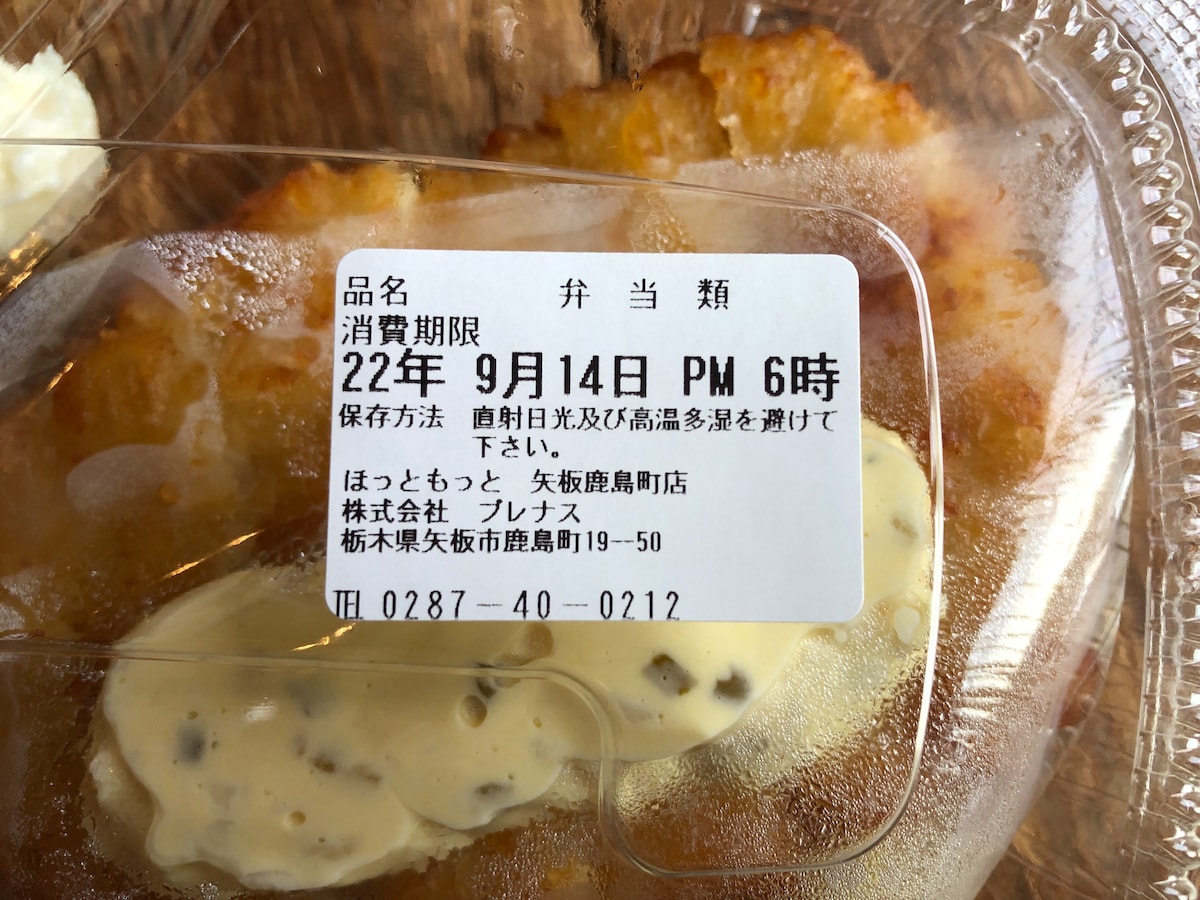 品名 弁当類
消費期限
22年 9月14日 PM 6時
保存方法 直射日光及び高温多湿を避けて
下さい。
ほっともっと 矢板鹿島町店
株式会社 プレナス
栃木県矢板市鹿島町19--50
TEL 0287-40-0212